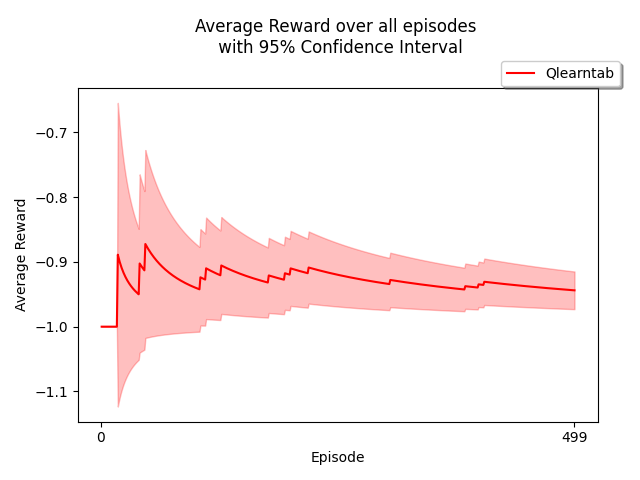 Average Reward over all episodes
with 95% Confidence Interval
Qlearntab
−0.7
−0.8
−0.9
−1.0
−1.1
Average Reward
0
499
Episode